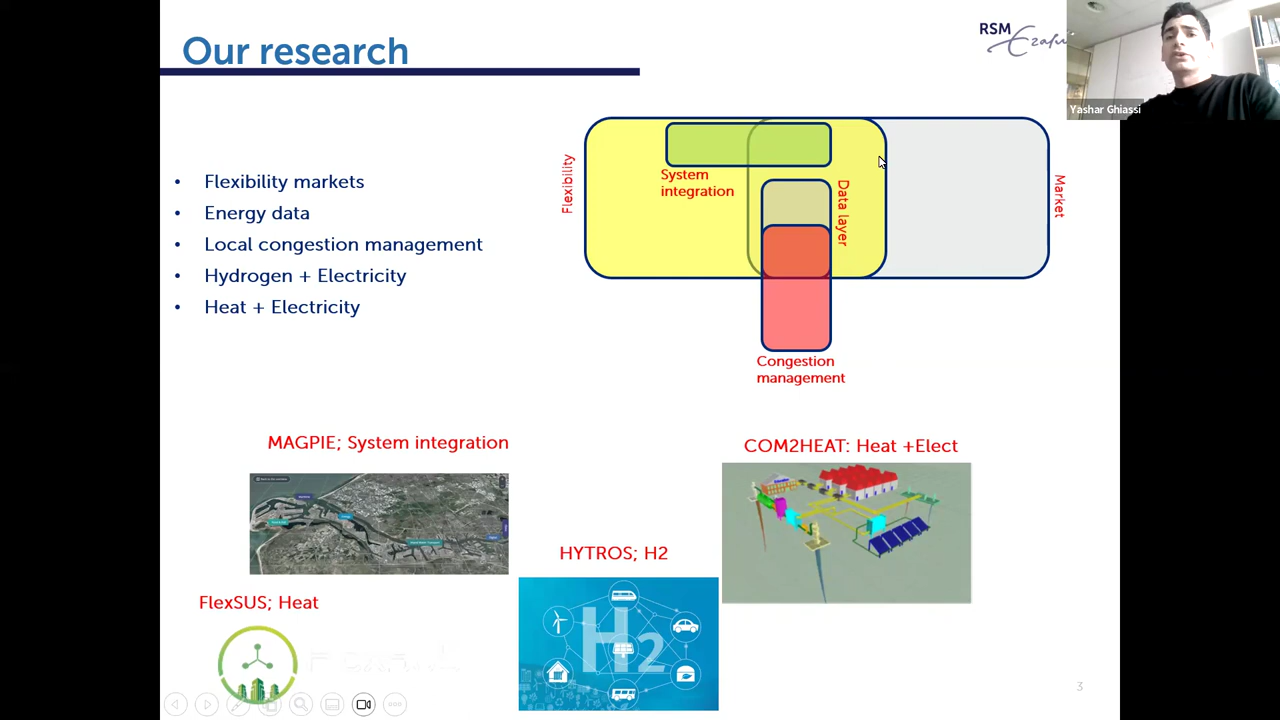 Our research
RSM
Erasmus
Yashar Ghiassi
• Flexibility markets
• Energy data
• Local congestion management
• Hydrogen + Electricity
• Heat + Electricity
Flexibility
System
integration
Data layer
Market
Congestion
management
MAGPIE; System integration
COM2HEAT: Heat +Elect
HYTROS; H2
FlexSUS; Heat
H2
3